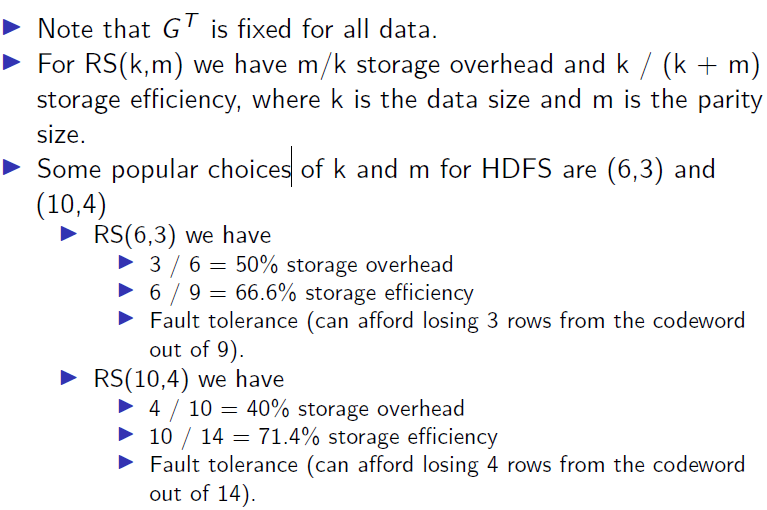 Note that G^T is fixed for all data.
For RS(k,m) we have m/k storage overhead and k / (k + m)
storage efficiency, where k is the data size and m is the parity
size.
Some popular choices of k and m for HDFS are (6,3) and
(10,4)
RS(6,3) we have
3 / 6 = 50% storage overhead
6 / 9 = 66.6% storage efficiency
Fault tolerance (can afford losing 3 rows from the codeword
out of 9).
RS(10,4) we have
4 / 10 = 40% storage overhead
10 / 14 = 71.4% storage efficiency
Fault tolerance (can afford losing 4 rows from the codeword
out of 14).